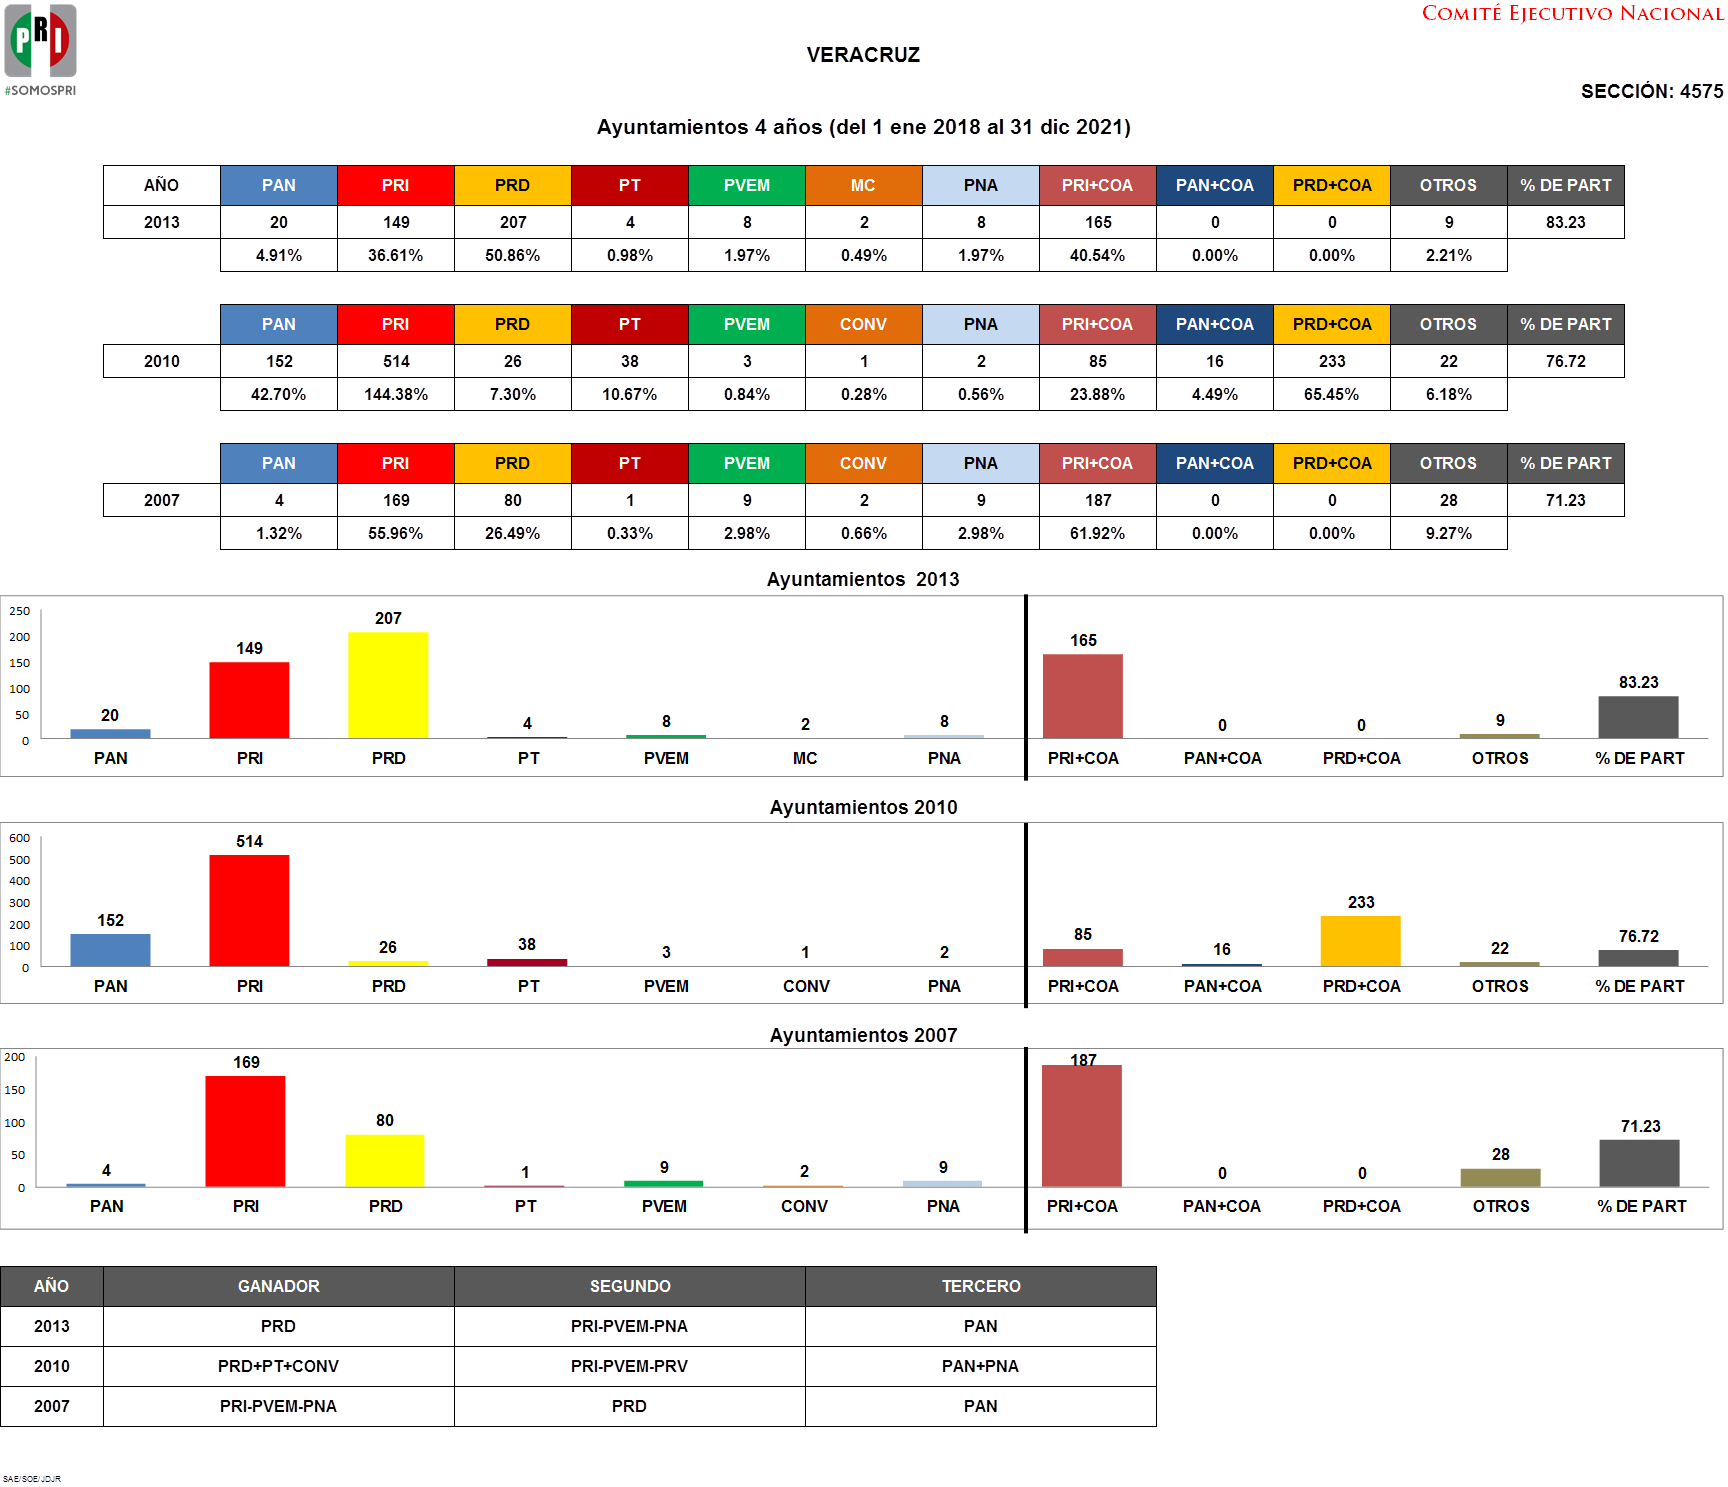 COMITÉ EJECUTIVO NACIONAL
PRI
#SOMOSPRI
VERACRUZ
SECCIÓN: 4575
Ayuntamientos 4 años (del 1 ene 2018 al 31 dic 2021)
AÑO PAN PRI PRD PT PVEM MC PNA PRI+COA PAN+COA PRD+COA OTROS % DE PART
2013 20 149 207 4 8 2 8 165 0 0 9 83.23
4.91% 36.61% 50.86% 0.98% 1.97% 0.49% 1.97% 40.54% 0.00% 0.00% 2.21%
PAN PRI PRD PT PVEM CONV PNA PRI+COA PAN+COA PRD+COA OTROS % DE PART
2010 152 514 26 38 3 1 2 85 16 233 22 76.72
42.70% 144.38% 7.30% 10.67% 0.84% 0.28% 0.56% 23.88% 4.49% 65.45% 6.18%
PAN PRI PRD PT PVEM CONV PNA PRI+COA PAN+COA PRD+COA OTROS % DE PART
2007 4 169 80 1 9 2 9 187 0 0 28 71.23
1.32% 55.96% 26.49% 0.33% 2.98% 0.66% 2.98% 61.92% 0.00% 0.00% 9.27%
Ayuntamientos 2013
250
200
150
100
50
0
20 149 207 4 8 2 8 165 0 0 9 83.23
PAN PRI PRD PT PVEM MC PNA PRI+COA PAN+COA PRD+COA OTROS % DE PART
Ayuntamientos 2010
600
500
400
300
200
100
0
152 514 26 38 3 1 2 85 16 233 22 76.72
PAN PRI PRD PT PVEM CONV PNA PRI+COA PAN+COA PRD+COA OTROS % DE PART
Ayuntamientos 2007
200
150
100
50
0
4 169 80 1 9 2 9 187 0 0 28 71.23
PAN PRI PRD PT PVEM CONV PNA PRI+COA PAN+COA PRD+COA OTROS % DE PART
AÑO GANADOR SEGUNDO TERCERO
2013 PRD PRI-PVEM-PNA PAN
2010 PRD+PT+CONV PRI-PVEM-PRV PAN+PNA
2007 PRI-PVEM-PNA PRD PAN
SAE/SOE/JDJR